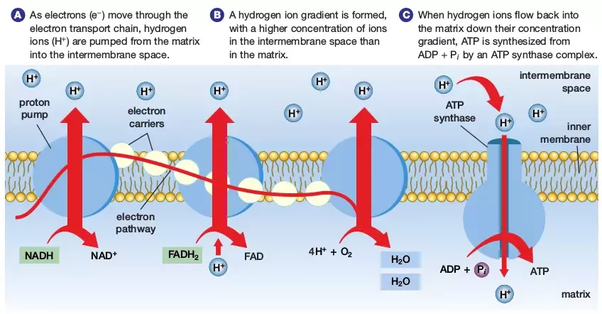 A As electrons (e⁻) move through the
electron transport chain, hydrogen
ions (H⁺) are pumped from the matrix
into the intermembrane space.
B A hydrogen ion gradient is formed,
with a higher concentration of ions
in the intermembrane space than
in the matrix.
C When hydrogen ions flow back into
the matrix down their concentration
gradient, ATP is synthesized from
ADP + Pᵢ by an ATP synthase complex.
H⁺
H⁺
H⁺
H⁺
H⁺
H⁺
H⁺
H⁺
H⁺
intermembrane
space
proton
pump
electron
carriers
ATP
synthase
H⁺
H⁺
inner
membrane
electron
pathway
NADH
NAD⁺
FADH₂
H⁺
FAD
4H⁺ + O₂
H₂O
H₂O
ADP + Pᵢ
ATP
H⁺
matrix